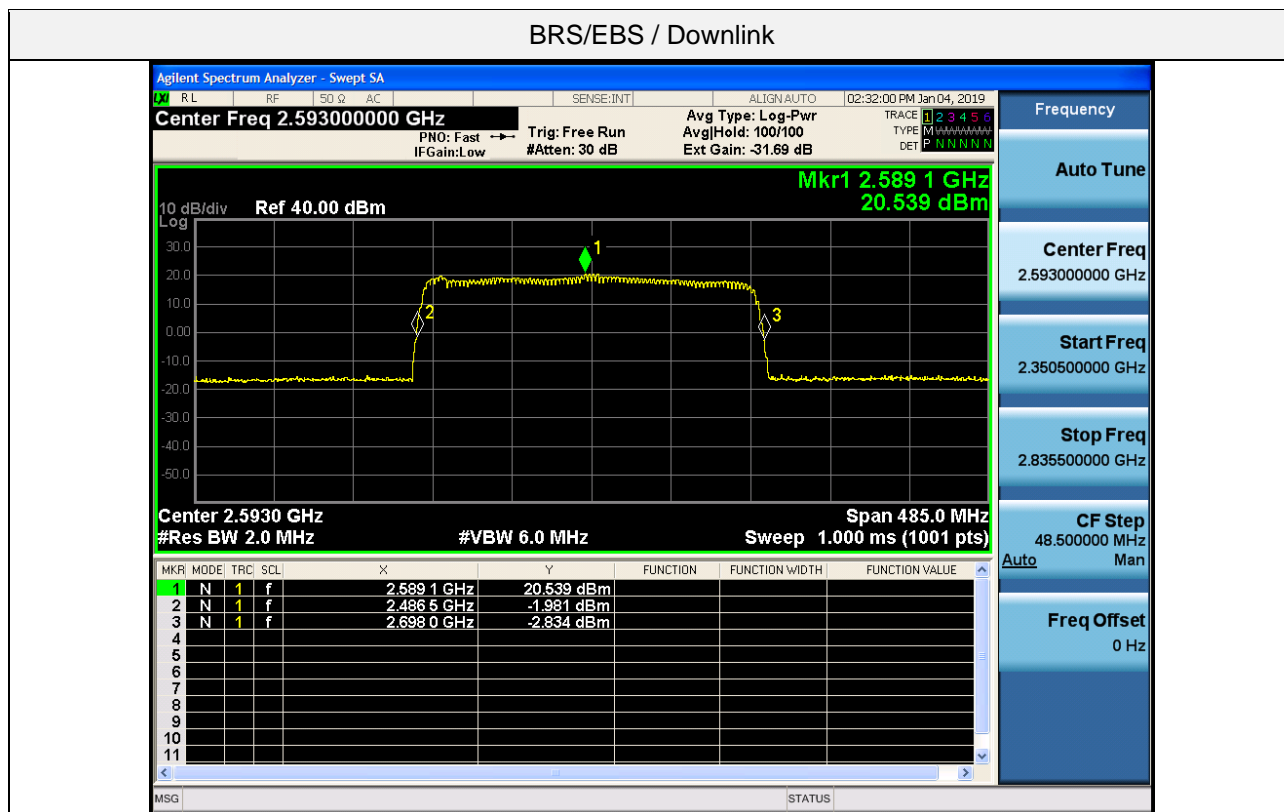 BRS/EBS / Downlink
Agilent Spectrum Analyzer - Swept SA
LXI RL RF 50 Ω AC SENSE:INT ALIGN AUTO 02:32:00 PM Jan 04, 2019
Center Freq 2.593000000 GHz
PNO: Fast
IFGain:Low
Trig: Free Run
#Atten: 30 dB
Avg Type: Log-Pwr
Avg|Hold: 100/100
Ext Gain: -31.69 dB
TRACE 1 2 3 4 5 6
TYPE M
DET P N N N N N
Mkr1 2.589 1 GHz
20.539 dBm
10 dB/div Ref 40.00 dBm
Log
30.0
20.0
10.0
0.00
-10.0
-20.0
-30.0
-40.0
-50.0
1
2
3
Center 2.5930 GHz Span 485.0 MHz
#Res BW 2.0 MHz #VBW 6.0 MHz Sweep 1.000 ms (1001 pts)
MKR MODE TRC SCL X Y FUNCTION FUNCTION WIDTH FUNCTION VALUE
1 N 1 f 2.589 1 GHz 20.539 dBm
2 N 1 f 2.486 5 GHz -1.981 dBm
3 N 1 f 2.698 0 GHz -2.834 dBm
4
5
6
7
8
9
10
11
MSG STATUS
Frequency
Auto Tune
Center Freq
2.593000000 GHz
Start Freq
2.350500000 GHz
Stop Freq
2.835500000 GHz
CF Step
48.500000 MHz
Auto Man
Freq Offset
0 Hz